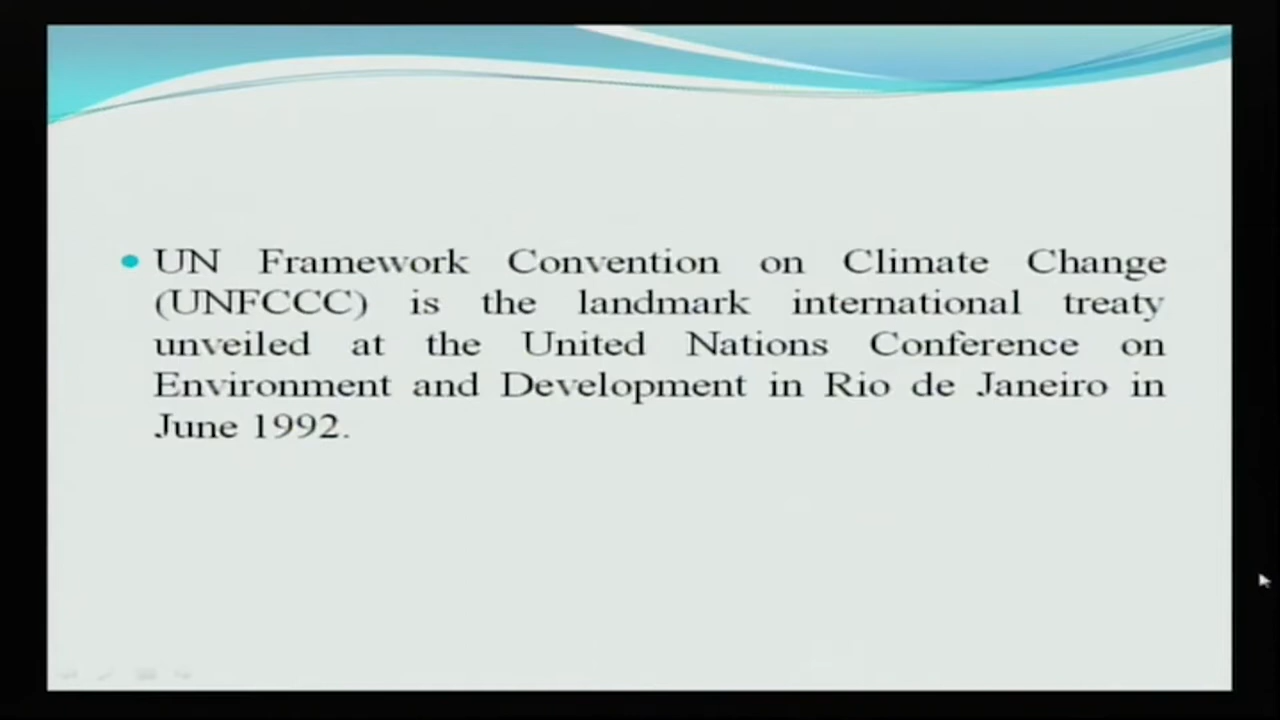 UN Framework Convention on Climate Change
(UNFCCC) is the landmark international treaty
unveiled at the United Nations Conference on
Environment and Development in Rio de Janeiro in
June 1992.